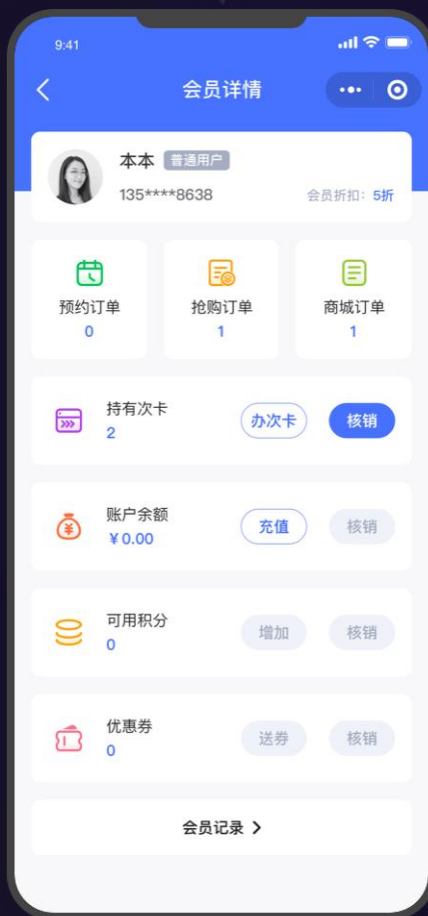 9:41
会员详情
本本 普通用户
135****8638 会员折扣: 5折
预约订单 抢购订单 商城订单
0 1 1
持有次卡
2
办次卡 核销
账户余额
¥0.00
充值 核销
可用积分
0
增加 核销
优惠券
0
送券 核销
会员记录 >